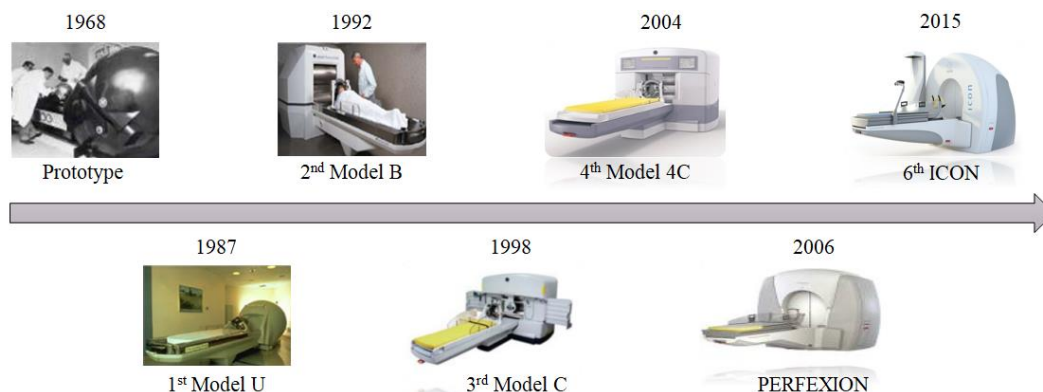 1968
1992
2004
2015
Prototype
2nd Model B
4th Model 4C
icon
6th ICON
1987
1998
2006
1st Model U
3rd Model C
PERFEXION